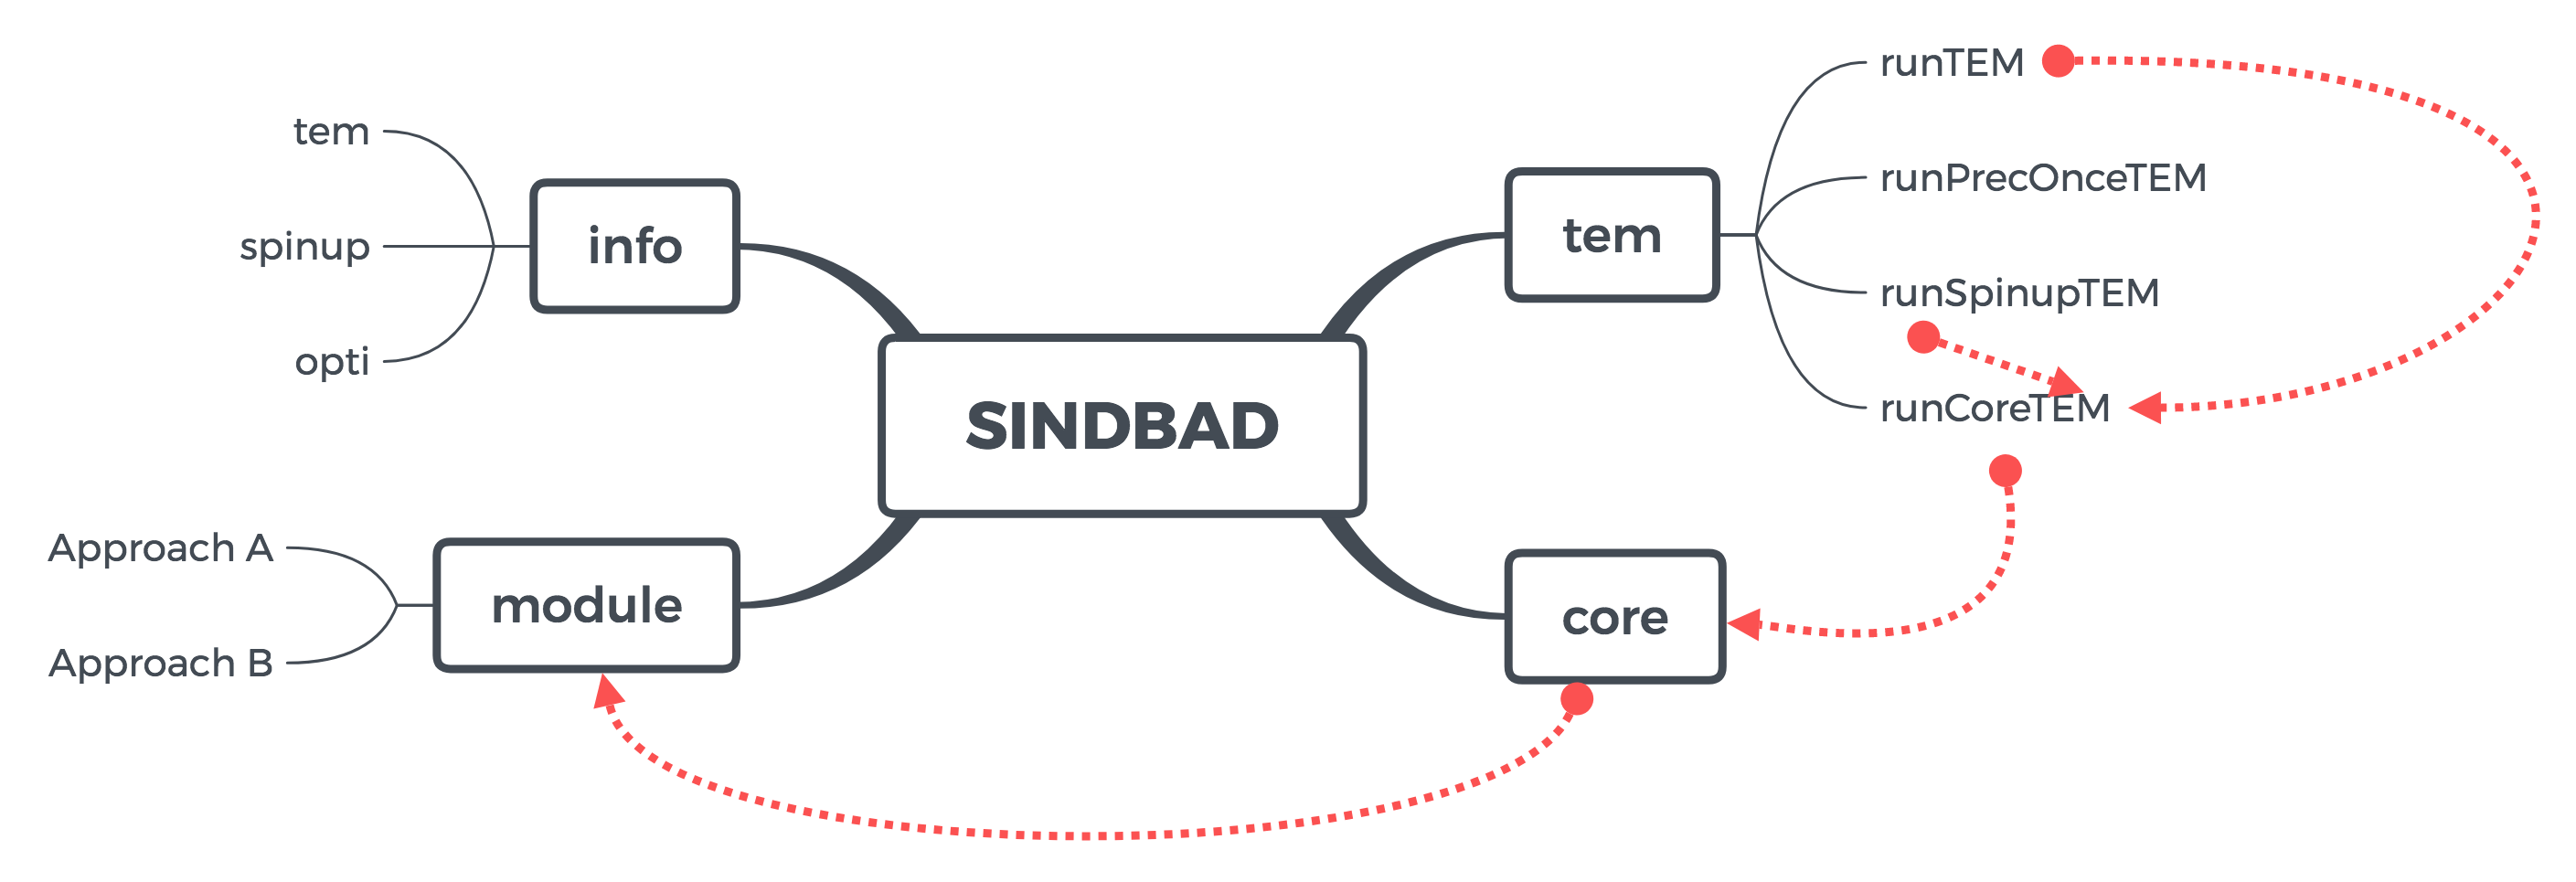 SINDBAD
info
tem
spinup
opti
module
Approach A
Approach B
tem
runTEM
runPrecOnceTEM
runSpinupTEM
runCoreTEM
core